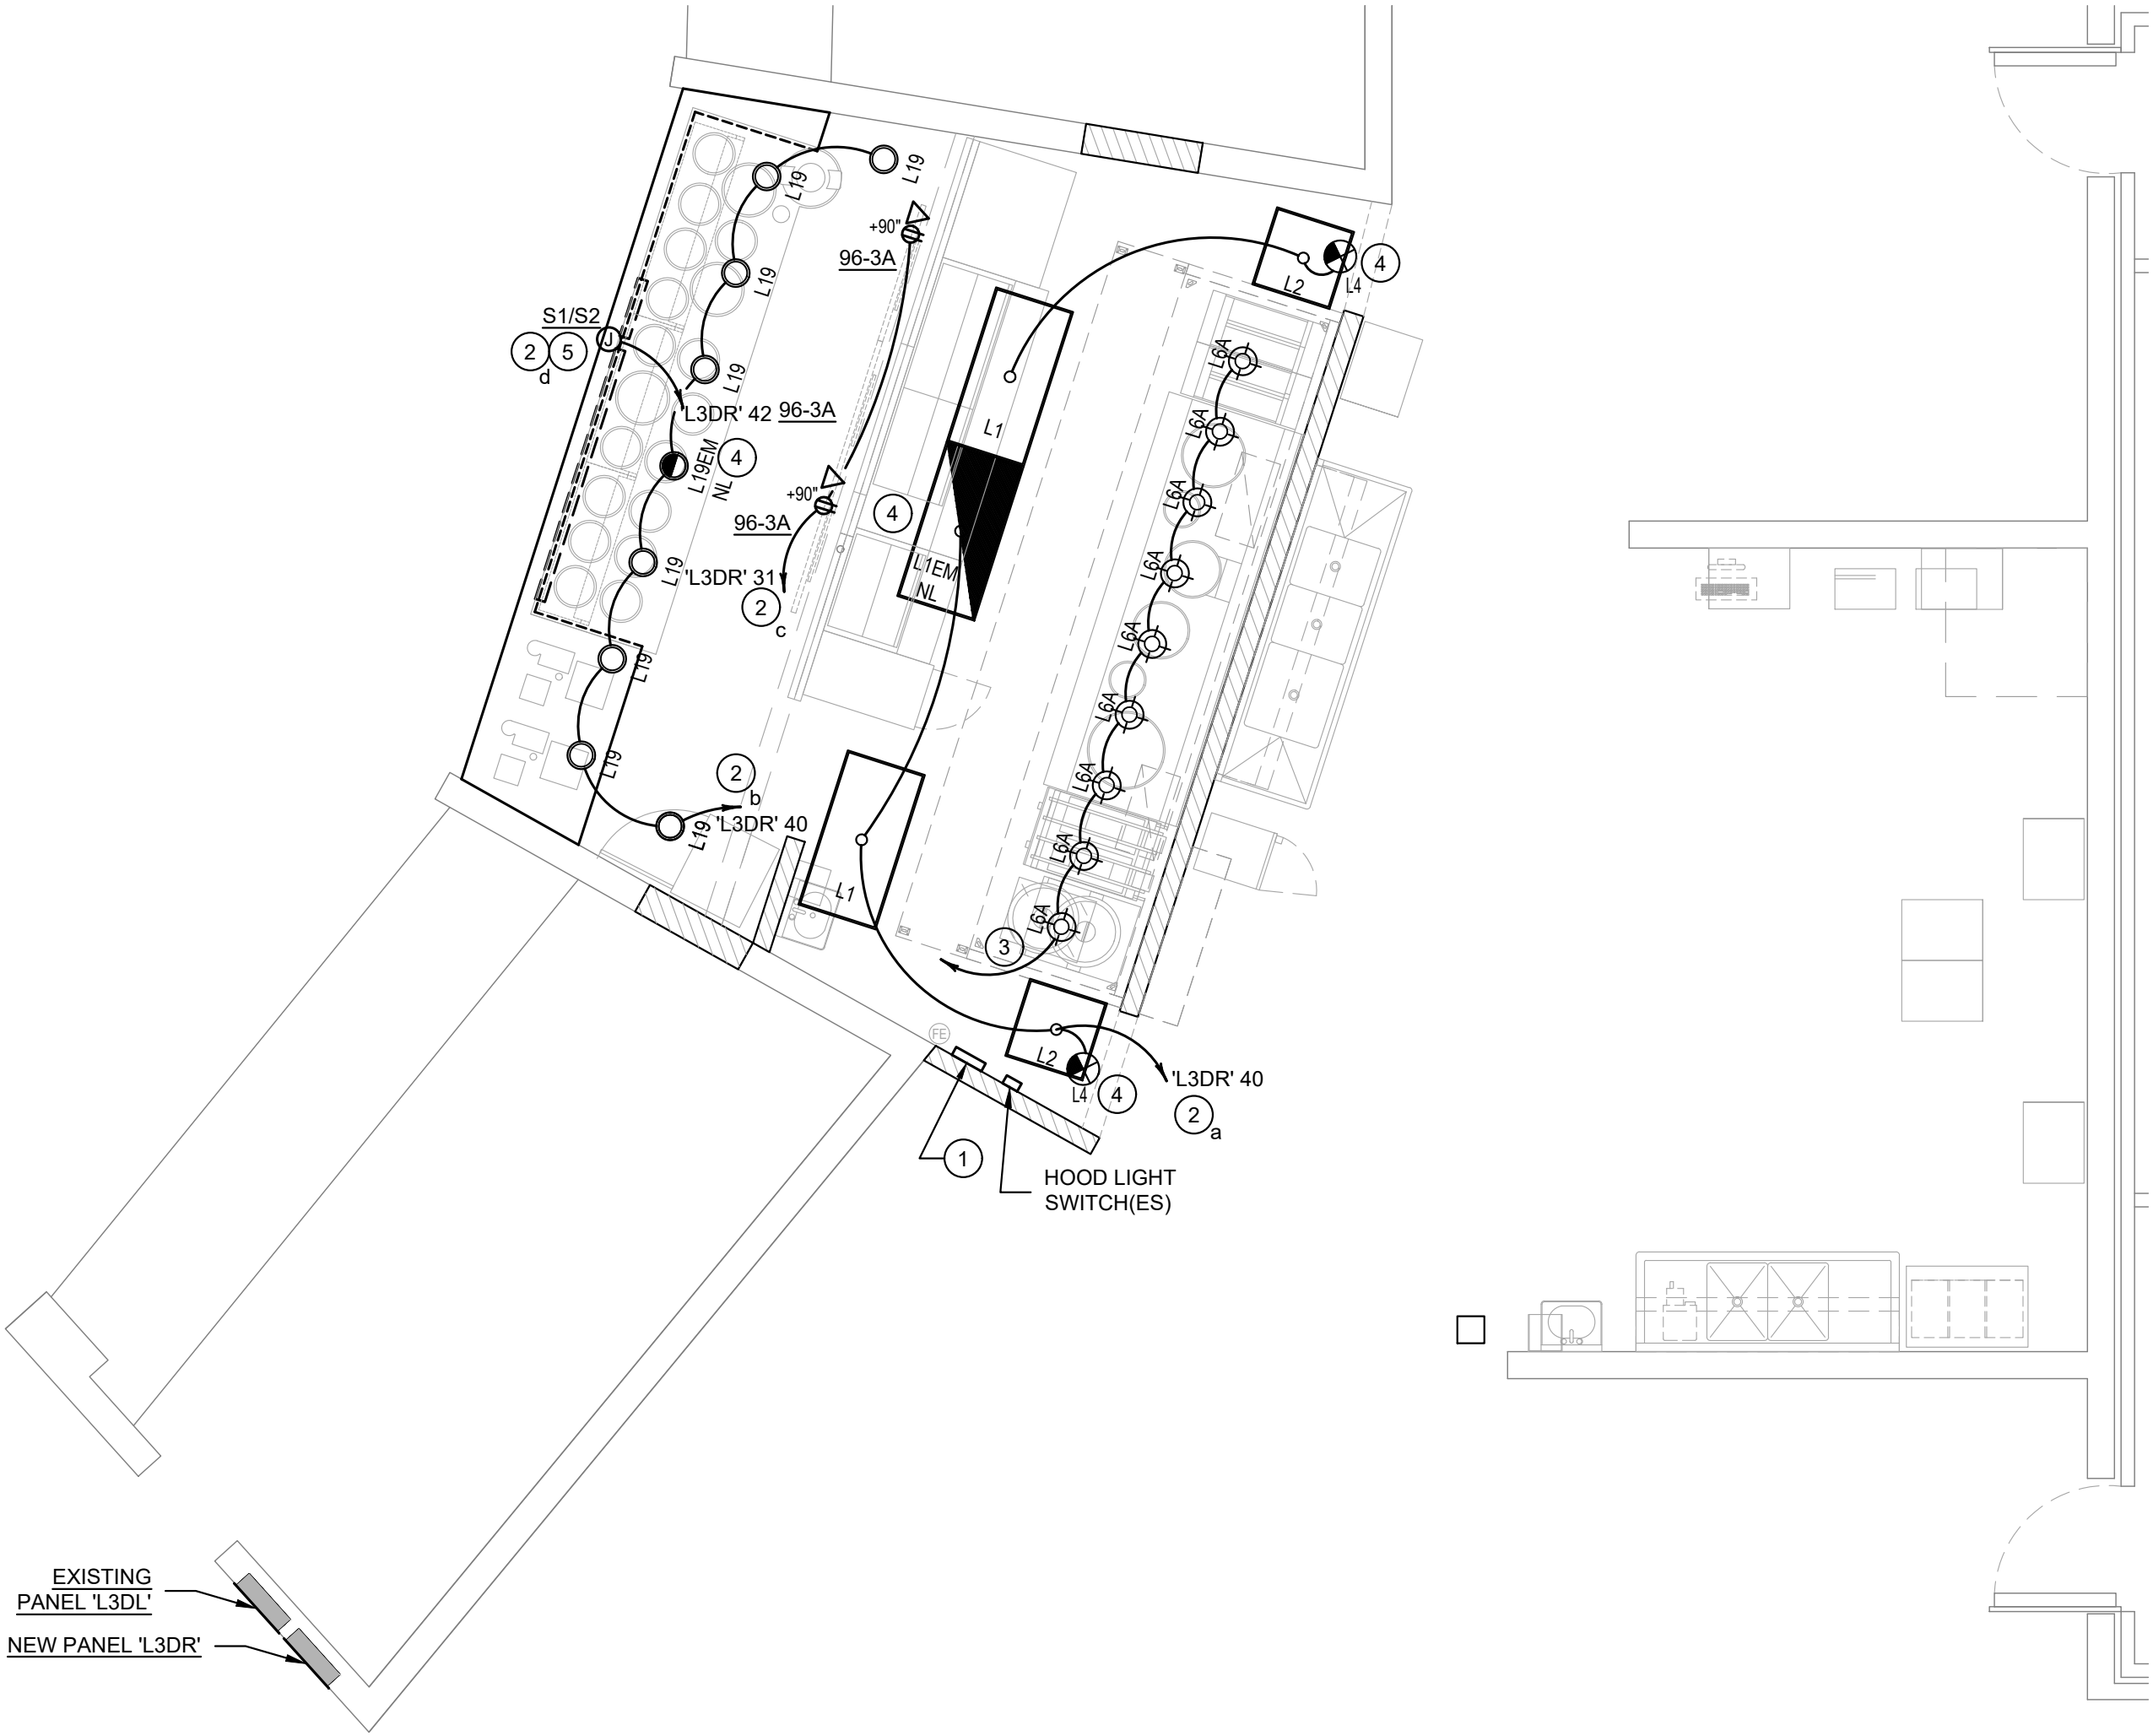 L19
L19
+90"
96-3A
4
L2
L4
L19
S1/S2
J
2
5
d
L19
L6A
'L3DR' 42
96-3A
L1
L6A
L19EM
NL
4
+90"
96-3A
4
L6A
L19
'L3DR' 31
2
c
L1EM
NL
L6A
L6A
L19
L6A
L19
2
b
L6A
'L3DR' 40
L19
L6A
L1
L6A
3
FE
L2
L4
4
'L3DR' 40
2
a
1
HOOD LIGHT
SWITCH(ES)
EXISTING
PANEL 'L3DL'
NEW PANEL 'L3DR'